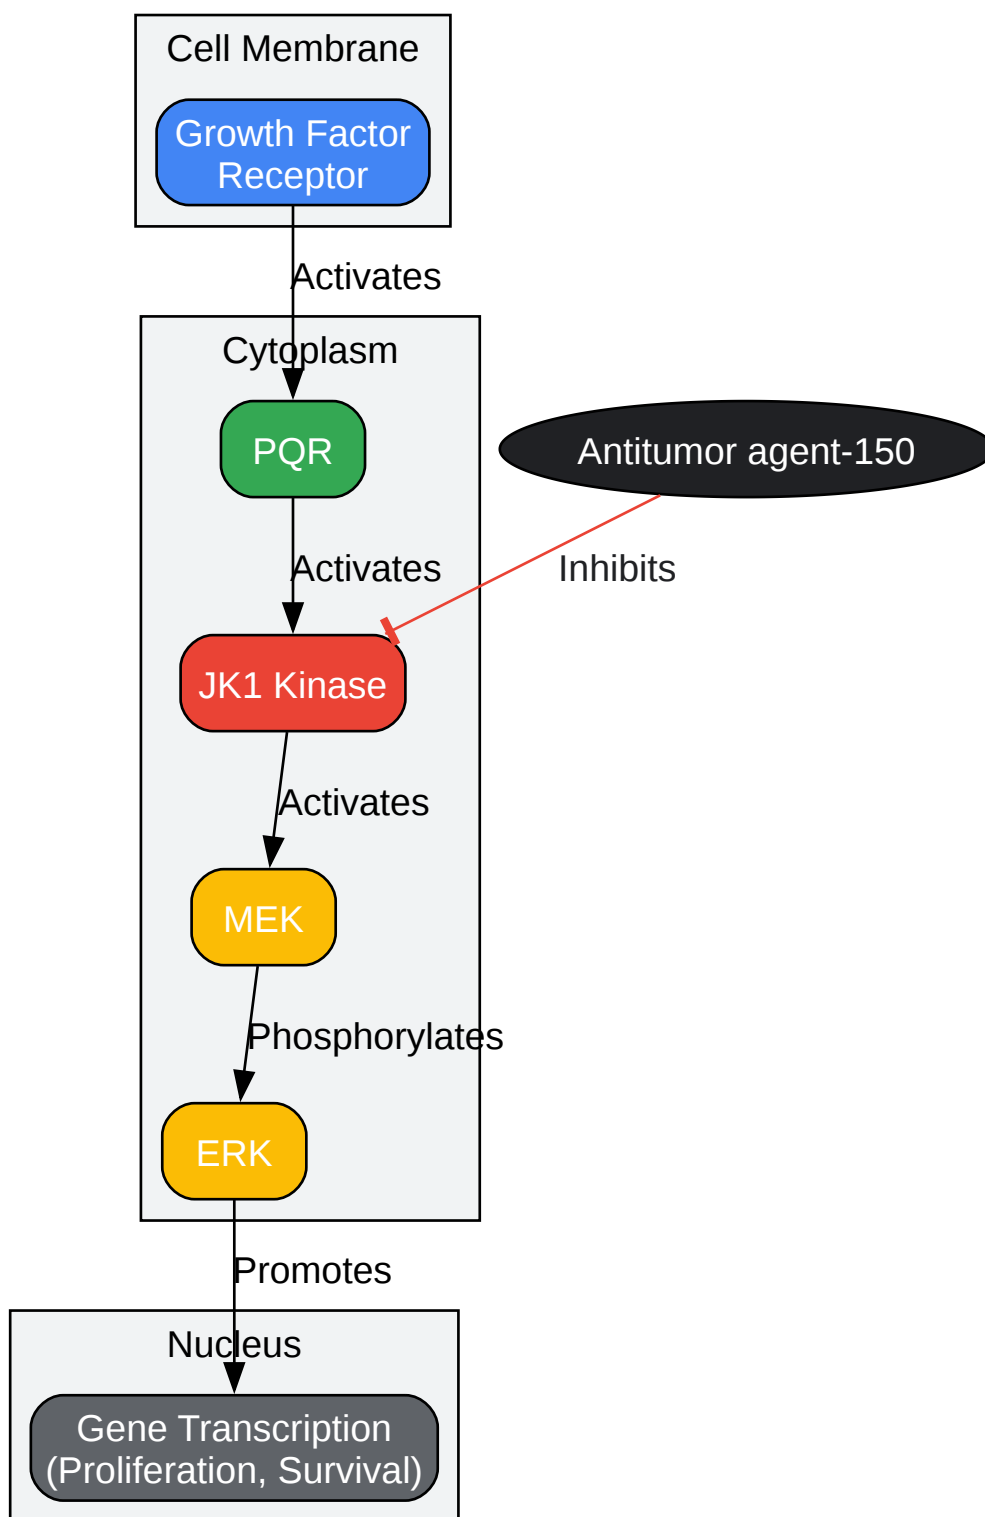 Cell Membrane
Growth Factor
Receptor
Activates
Cytoplasm
PQR
Antitumor agent-150
Activates
Inhibits
JK1 Kinase
Activates
MEK
Phosphorylates
ERK
Promotes
Nucleus
Gene Transcription
(Proliferation, Survival)